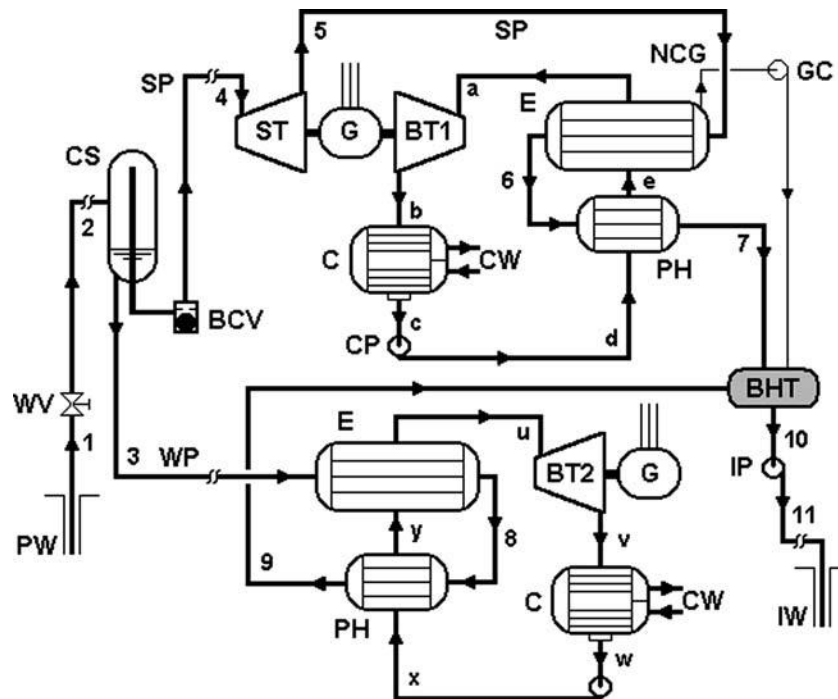 5
SP
NCG
GC
SP
4
a
E
ST
G
BT1
CS
6
e
2
b
7
C
CW
PH
BCV
c
d
CP
WV
BHT
E
u
1
10
3
WP
BT2
G
IP
y
8
v
11
PW
9
C
CW
IW
PH
w
x